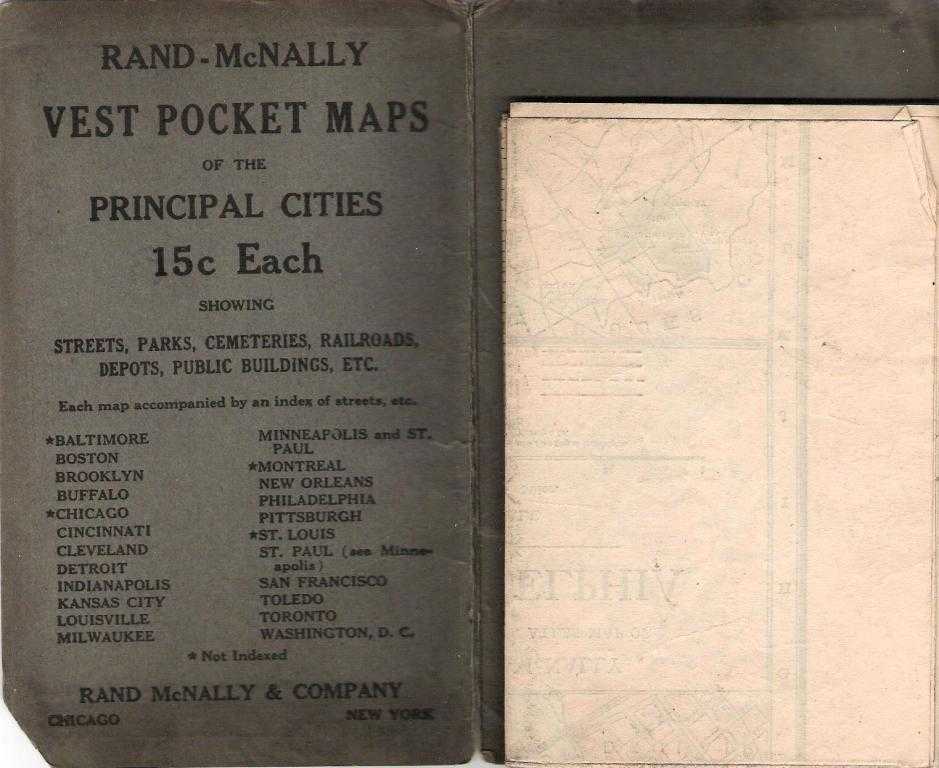 RAND-McNALLY
VEST POCKET MAPS
OF THE
PRINCIPAL CITIES
15c Each
SHOWING
STREETS, PARKS, CEMETERIES, RAILROADS,
DEPOTS, PUBLIC BUILDINGS, ETC.
Each map accompanied by an index of streets, etc.
★BALTIMORE
BOSTON
BROOKLYN
BUFFALO
★CHICAGO
CINCINNATI
CLEVELAND
DETROIT
INDIANAPOLIS
KANSAS CITY
LOUISVILLE
MILWAUKEE
MINNEAPOLIS and ST.
PAUL
★MONTREAL
NEW ORLEANS
PHILADELPHIA
PITTSBURGH
★ST. LOUIS
ST. PAUL (see Minne-
apolis)
SAN FRANCISCO
TOLEDO
TORONTO
WASHINGTON, D. C.
★ Not Indexed
RAND McNALLY & COMPANY
CHICAGO NEW YORK